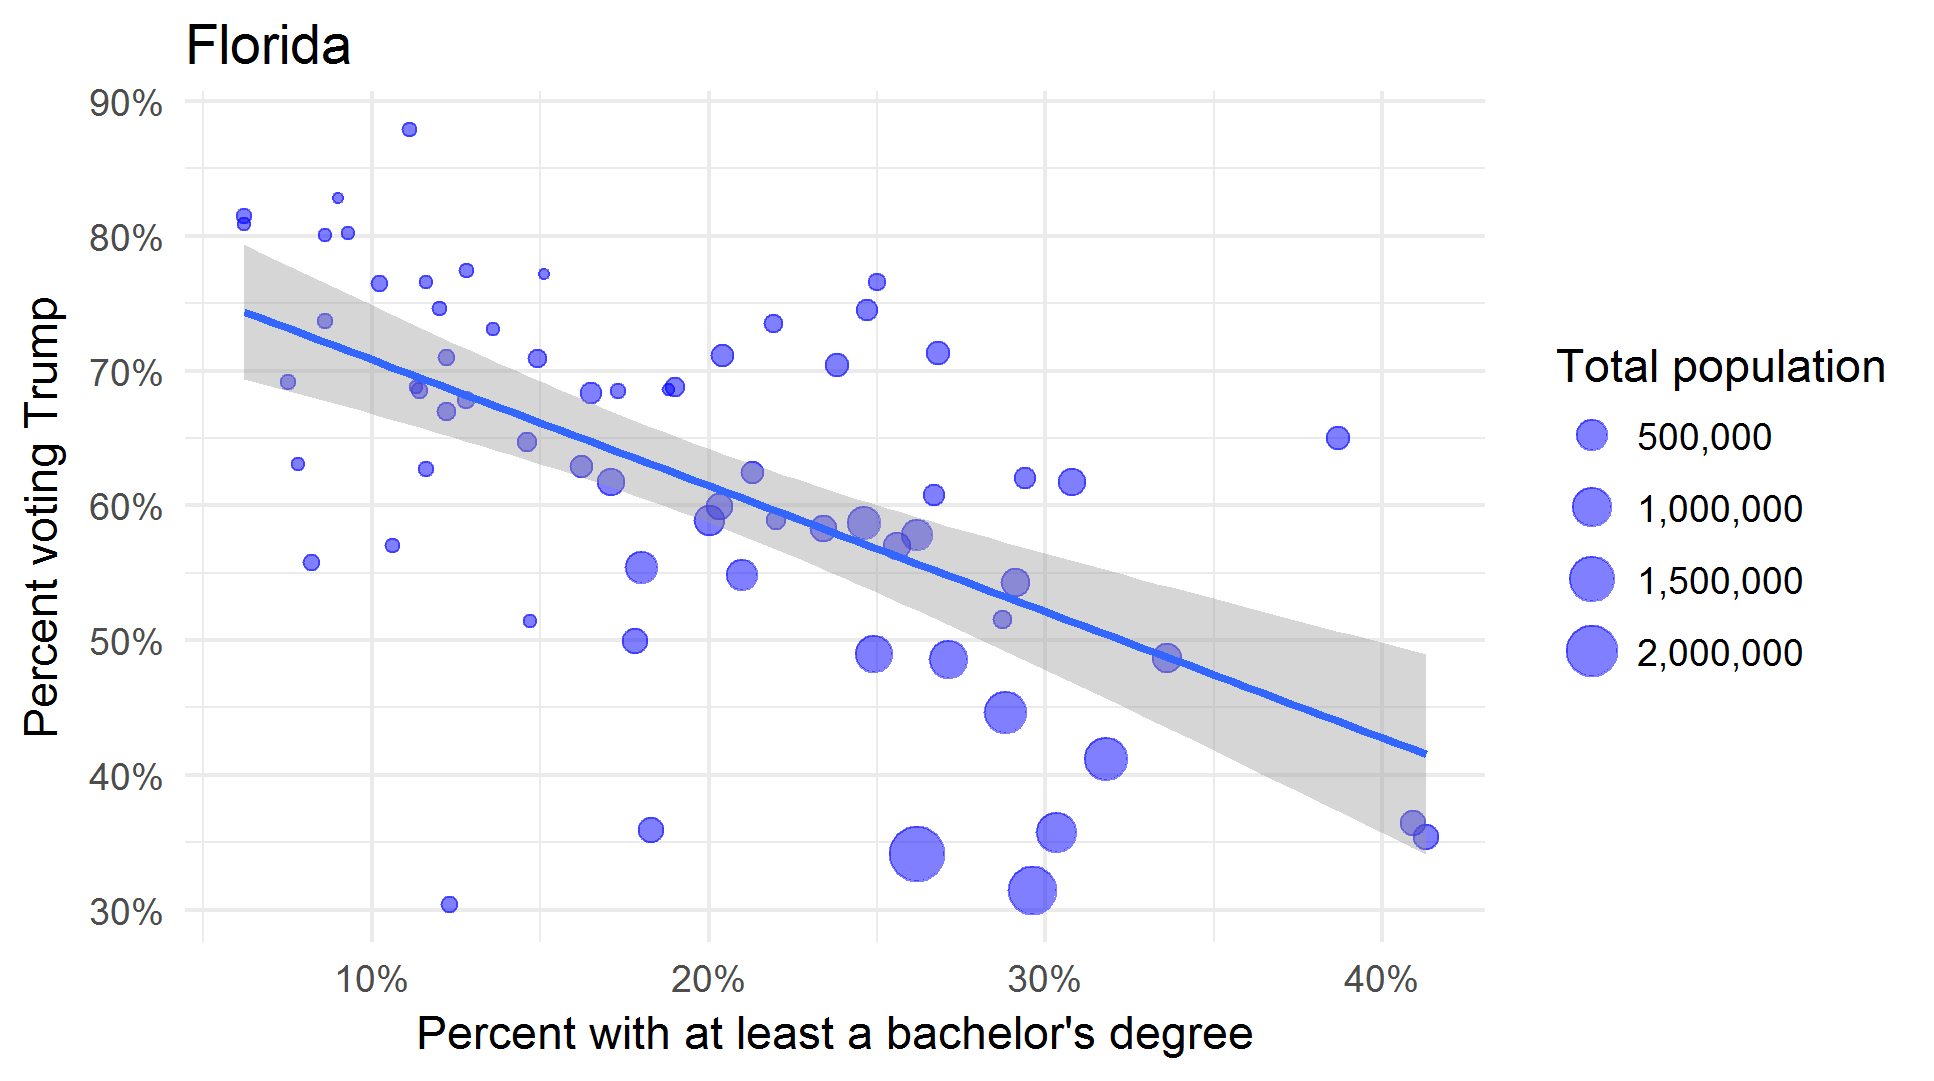 Florida
90%
80%
70%
60%
50%
40%
30%
Percent voting Trump
10% 20% 30% 40%
Percent with at least a bachelor's degree
Total population
500,000
1,000,000
1,500,000
2,000,000